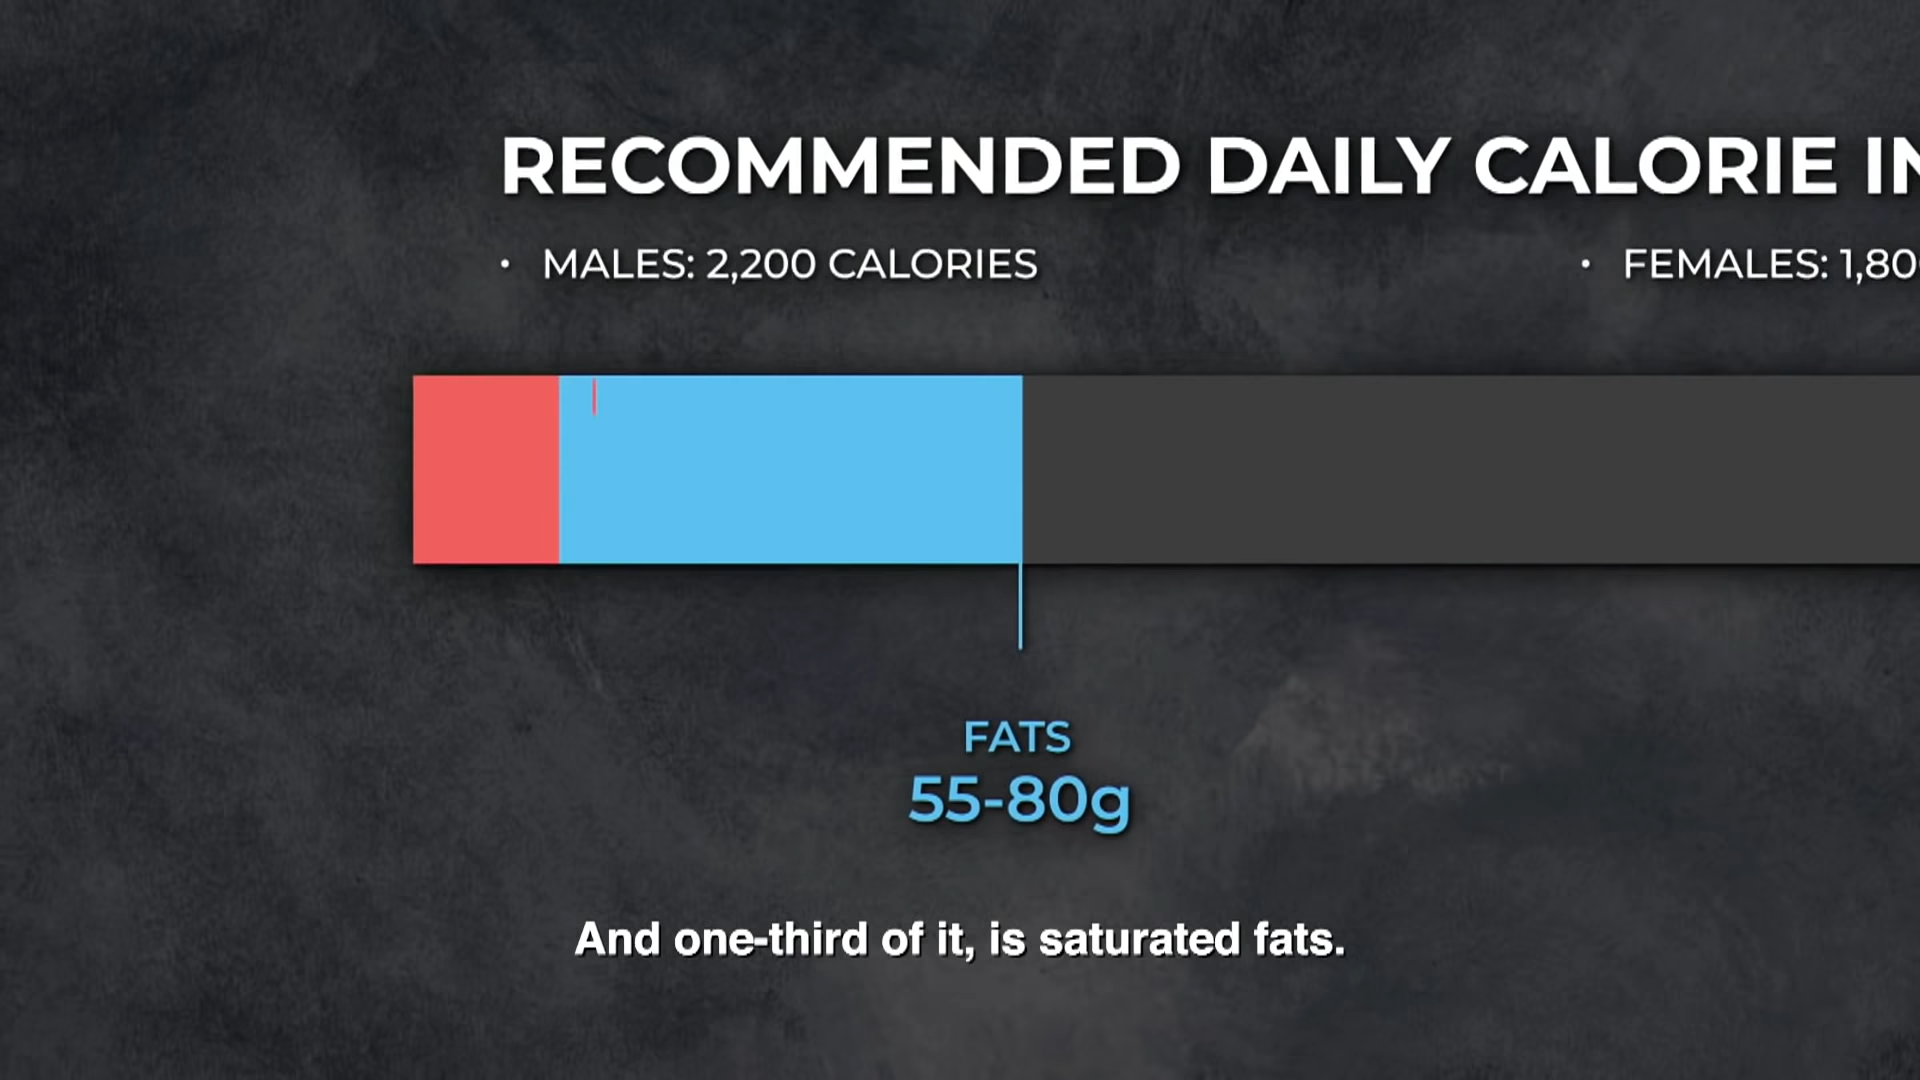 RECOMMENDED DAILY CALORIE IN
• MALES: 2,200 CALORIES
• FEMALES: 1,80
FATS
55-80g
And one-third of it, is saturated fats.